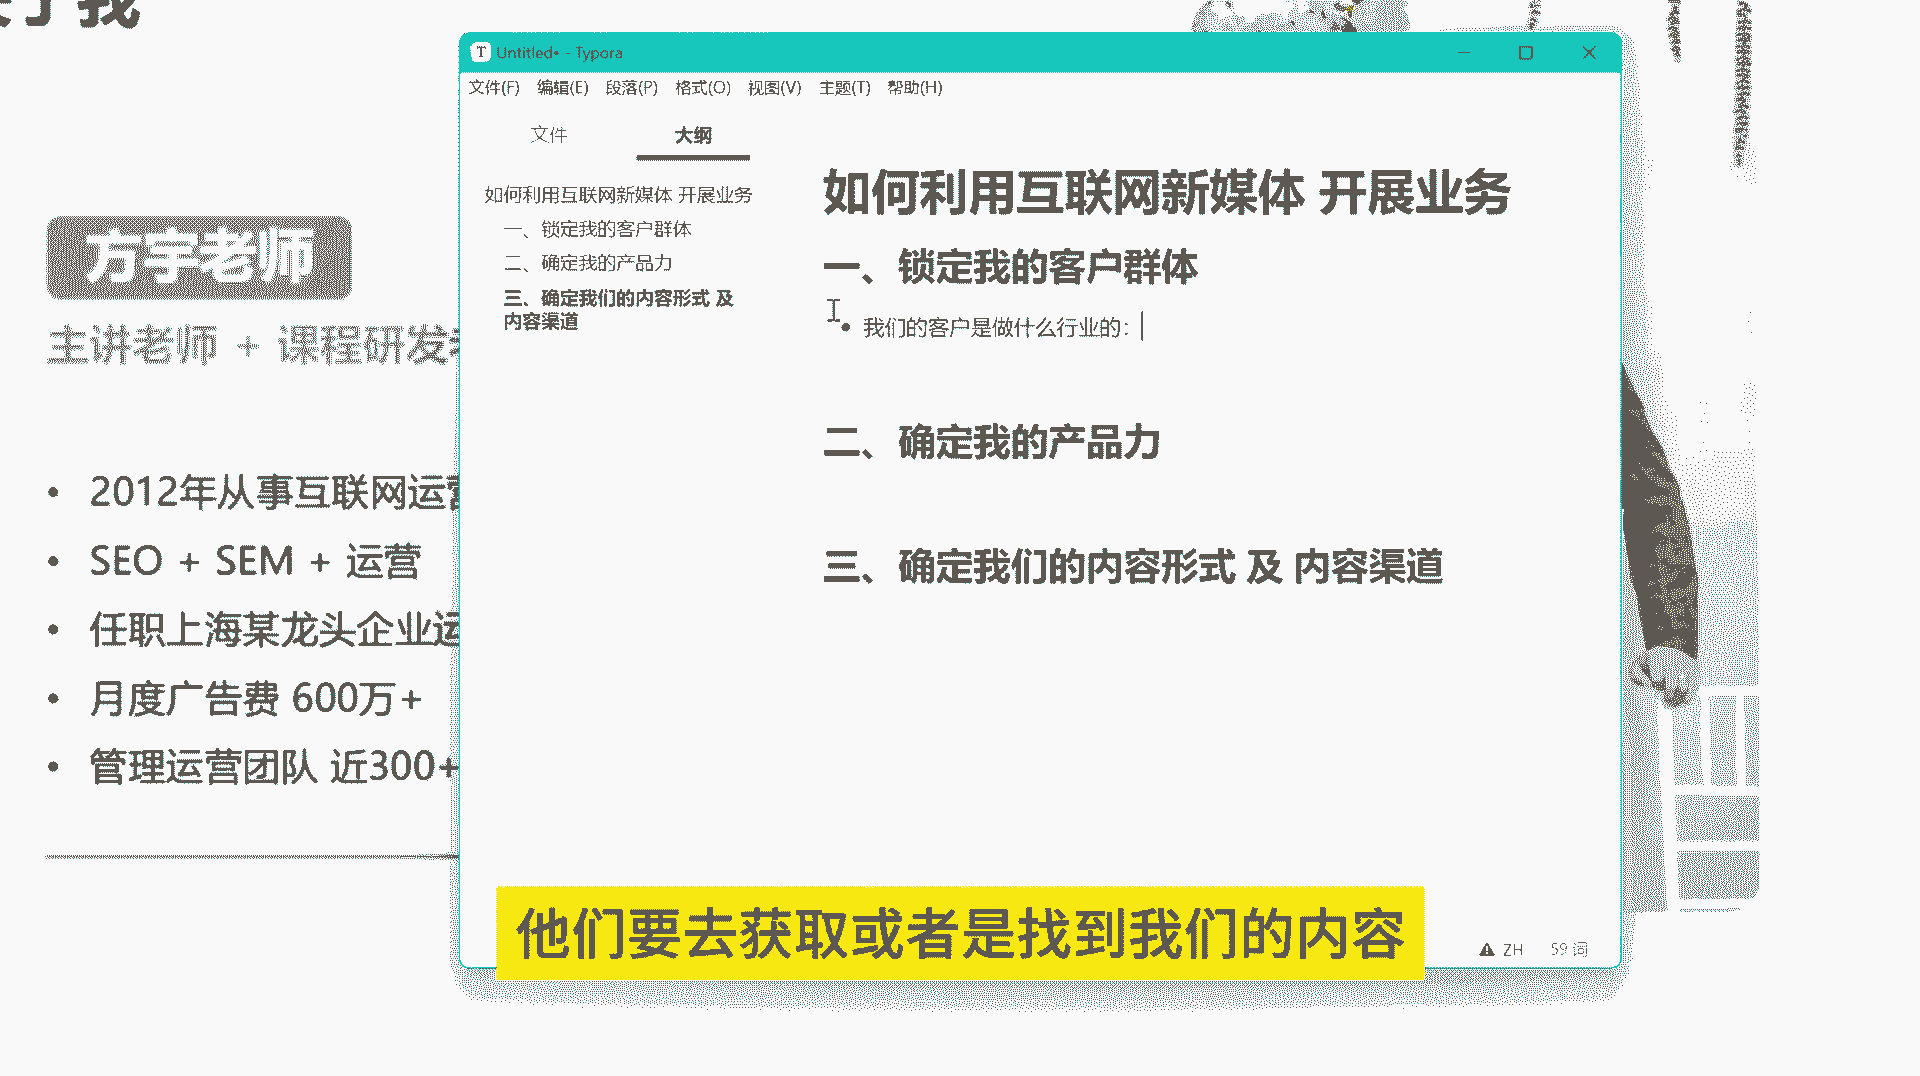 于我
方宇老师
主讲老师 + 课程研发
2012年从事互联网运营
SEO + SEM + 运营
任职上海某龙头企业运
月度广告费 600万+
管理运营团队 近300+
Untitled• - Typora
文件(F) 编辑(E) 段落(P) 格式(O) 视图(V) 主题(T) 帮助(H)
文件 大纲
如何利用互联网新媒体 开展业务
一、锁定我的客户群体
二、确定我的产品力
三、确定我们的内容形式 及
内容渠道
如何利用互联网新媒体 开展业务
一、锁定我的客户群体
我们的客户是做什么行业的：
二、确定我的产品力
三、确定我们的内容形式 及 内容渠道
他们要去获取或者是找到我们的内容
ZH 59 词